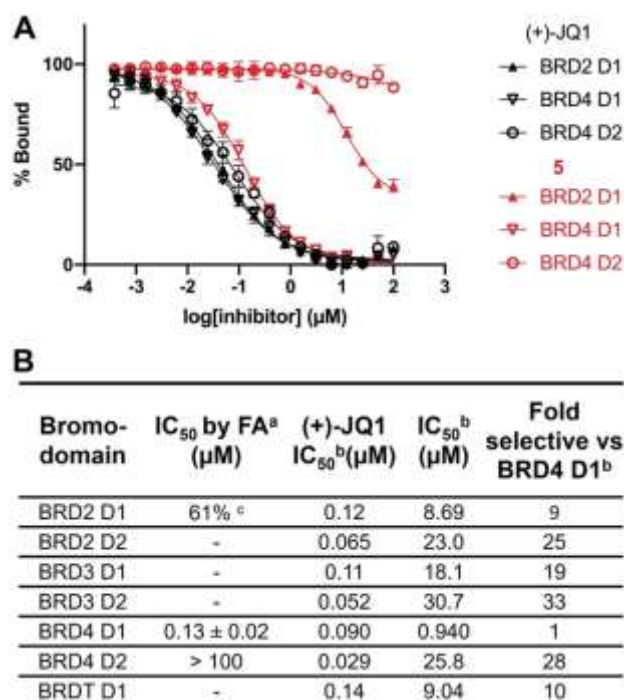 A
(+)-JQ1
BRD2 D1
BRD4 D1
BRD4 D2
5
BRD2 D1
BRD4 D1
BRD4 D2
100
50
0
% Bound
-4 -3 -2 -1 0 1 2 3
log[inhibitor] (µM)
B
Bromo-domain IC50 by FAa (µM) (+)-JQ1 IC50b(µM) IC50b (µM) Fold selective vs BRD4 D1b
BRD2 D1 61% c 0.12 8.69 9
BRD2 D2 - 0.065 23.0 25
BRD3 D1 - 0.11 18.1 19
BRD3 D2 - 0.052 30.7 33
BRD4 D1 0.13 ± 0.02 0.090 0.940 1
BRD4 D2 > 100 0.029 25.8 28
BRDT D1 - 0.14 9.04 10